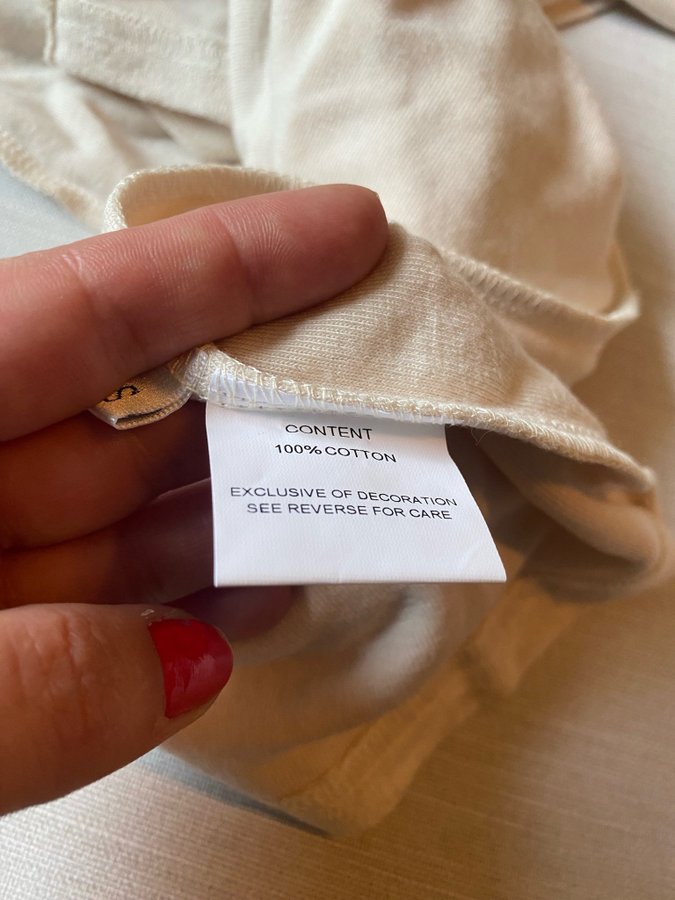 S
CONTENT
100% COTTON
EXCLUSIVE OF DECORATION
SEE REVERSE FOR CARE